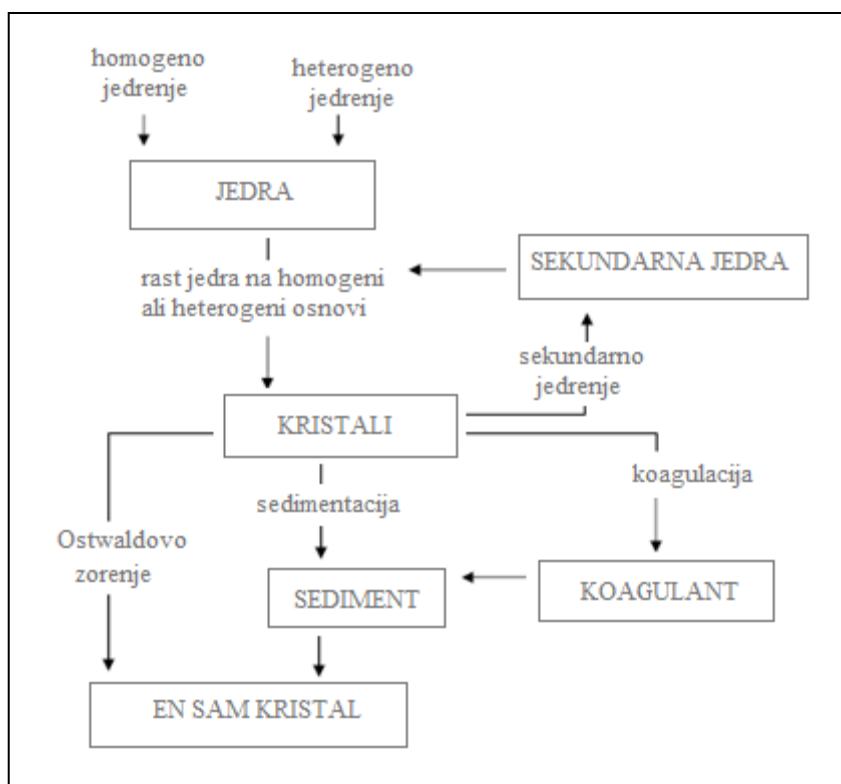 homogeno
jedrenje
heterogeno
jedrenje
JEDRA
SEKUNDARNA JEDRA
rast jedra na homogeni
ali heterogeni osnovi
sekundarno
jedrenje
KRISTALI
koagulacija
sedimentacija
Ostwaldovo
zorenje
SEDIMENT
KOAGULANT
EN SAM KRISTAL